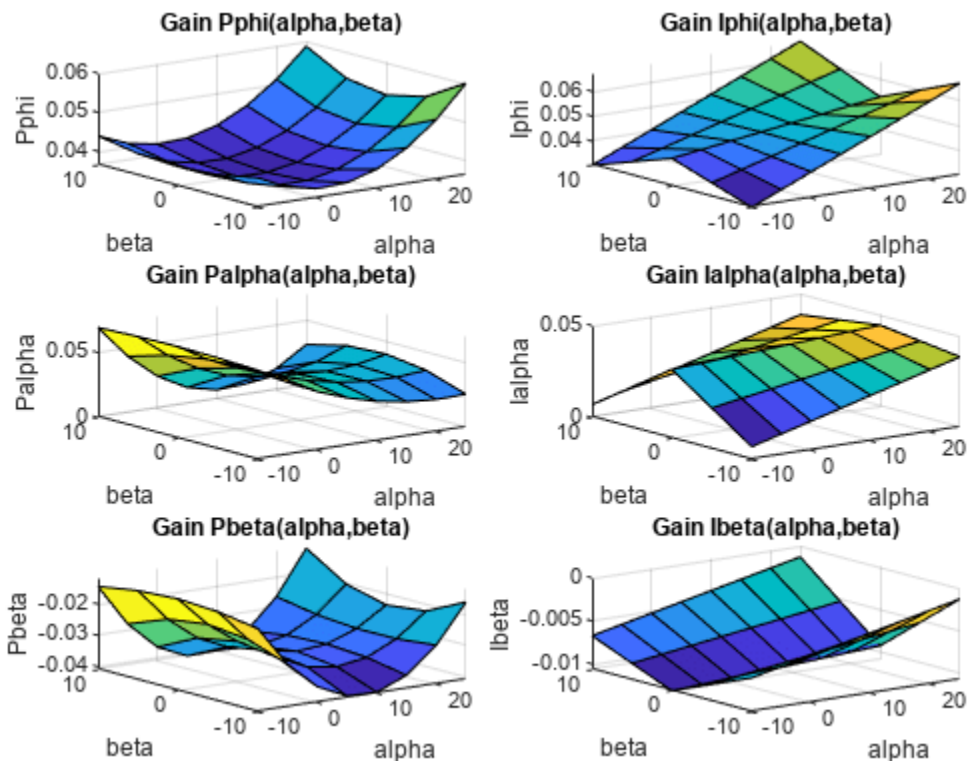 Gain Pphi(alpha,beta)
0.06
0.05
0.04
Pphi
10
0
-10
beta
-10
0
10
20
alpha
Gain Iphi(alpha,beta)
0.06
0.05
0.04
Iphi
10
0
-10
beta
-10
0
10
20
alpha
Gain Palpha(alpha,beta)
0.05
0
Palpha
10
0
-10
beta
-10
0
10
20
alpha
Gain Ialpha(alpha,beta)
0.05
0
Ialpha
10
0
-10
beta
-10
0
10
20
alpha
Gain Pbeta(alpha,beta)
-0.02
-0.03
-0.04
Pbeta
10
0
-10
beta
-10
0
10
20
alpha
Gain Ibeta(alpha,beta)
0
-0.005
-0.01
Ibeta
10
0
-10
beta
-10
0
10
20
alpha